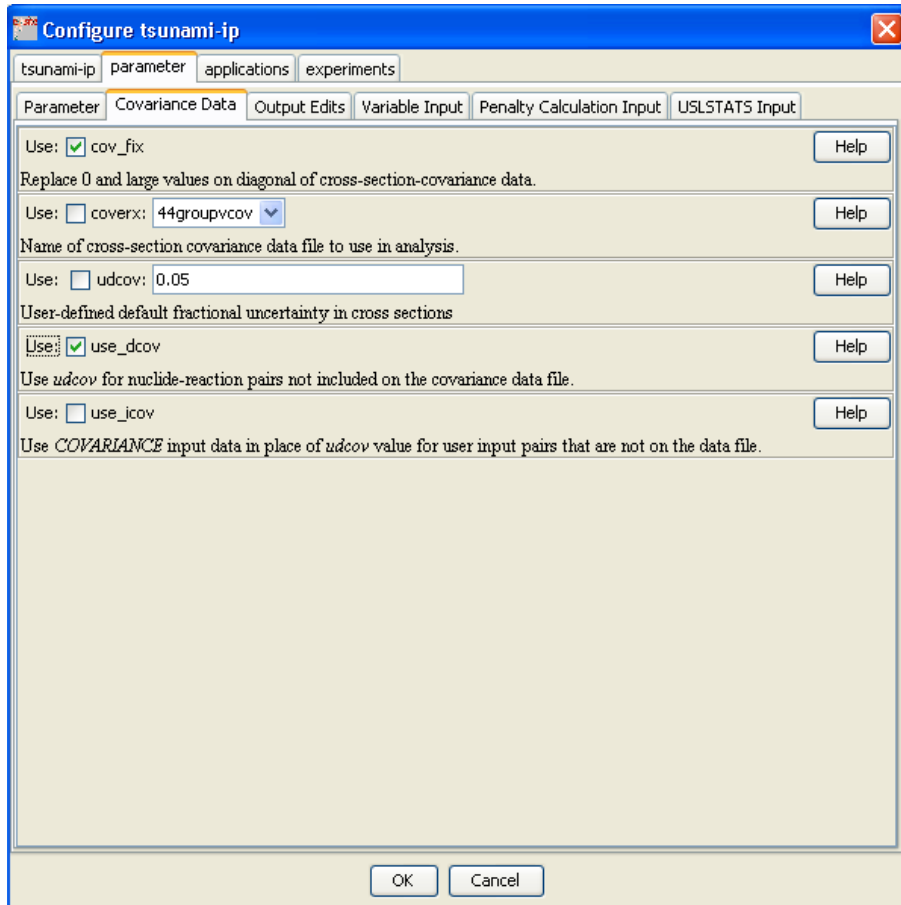 Configure tsunami-ip
tsunami-ip parameter applications experiments
Parameter Covariance Data Output Edits Variable Input Penalty Calculation Input USLSTATS Input
Use: cov_fix Help
Replace 0 and large values on diagonal of cross-section-covariance data.
Use: coverx: 44groupvcov Help
Name of cross-section covariance data file to use in analysis.
Use: udcov: 0.05 Help
User-defined default fractional uncertainty in cross sections
Use: use_dcov Help
Use udcov for nuclide-reaction pairs not included on the covariance data file.
Use: use_icov Help
Use COVARIANCE input data in place of udcov value for user input pairs that are not on the data file.
OK Cancel